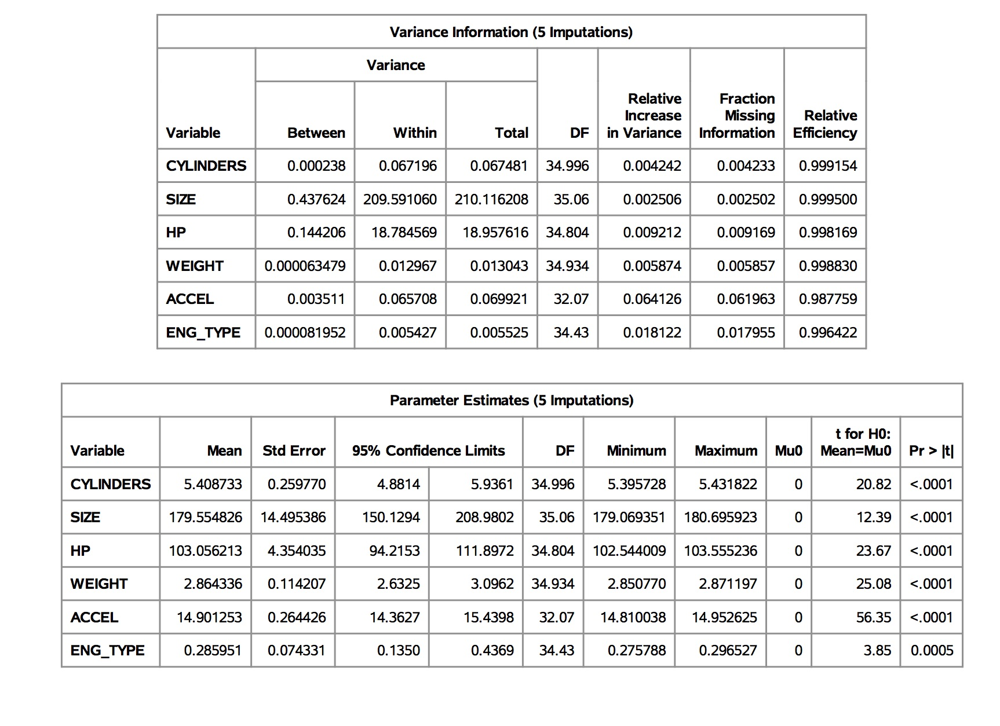 Variance Information (5 Imputations)
Variance
Relative Fraction
Increase Missing Relative
Variable Between Within Total DF in Variance Information Efficiency
CYLINDERS 0.000238 0.067196 0.067481 34.996 0.004242 0.004233 0.999154
SIZE 0.437624 209.591060 210.116208 35.06 0.002506 0.002502 0.999500
HP 0.144206 18.784569 18.957616 34.804 0.009212 0.009169 0.998169
WEIGHT 0.000063479 0.012967 0.013043 34.934 0.005874 0.005857 0.998830
ACCEL 0.003511 0.065708 0.069921 32.07 0.064126 0.061963 0.987759
ENG_TYPE 0.000081952 0.005427 0.005525 34.43 0.018122 0.017955 0.996422
Parameter Estimates (5 Imputations)
t for H0:
Variable Mean Std Error 95% Confidence Limits DF Minimum Maximum Mu0 Mean=Mu0 Pr > |t|
CYLINDERS 5.408733 0.259770 4.8814 5.9361 34.996 5.395728 5.431822 0 20.82 <.0001
SIZE 179.554826 14.495386 150.1294 208.9802 35.06 179.069351 180.695923 0 12.39 <.0001
HP 103.056213 4.354035 94.2153 111.8972 34.804 102.544009 103.555236 0 23.67 <.0001
WEIGHT 2.864336 0.114207 2.6325 3.0962 34.934 2.850770 2.871197 0 25.08 <.0001
ACCEL 14.901253 0.264426 14.3627 15.4398 32.07 14.810038 14.952625 0 56.35 <.0001
ENG_TYPE 0.285951 0.074331 0.1350 0.4369 34.43 0.275788 0.296527 0 3.85 0.0005